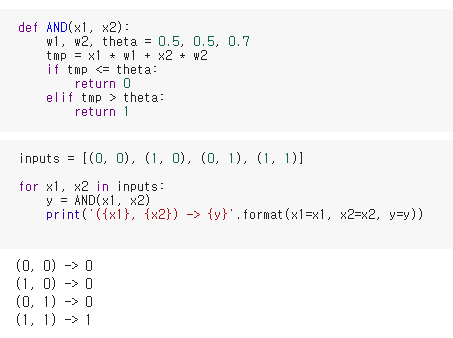 def AND(x1, x2):
    w1, w2, theta = 0.5, 0.5, 0.7
    tmp = x1 * w1 + x2 * w2
    if tmp <= theta:
        return 0
    elif tmp > theta:
        return 1
inputs = [(0, 0), (1, 0), (0, 1), (1, 1)]
for x1, x2 in inputs:
    y = AND(x1, x2)
    print('({x1}, {x2}) -> {y}'.format(x1=x1, x2=x2, y=y))
(0, 0) -> 0
(1, 0) -> 0
(0, 1) -> 0
(1, 1) -> 1